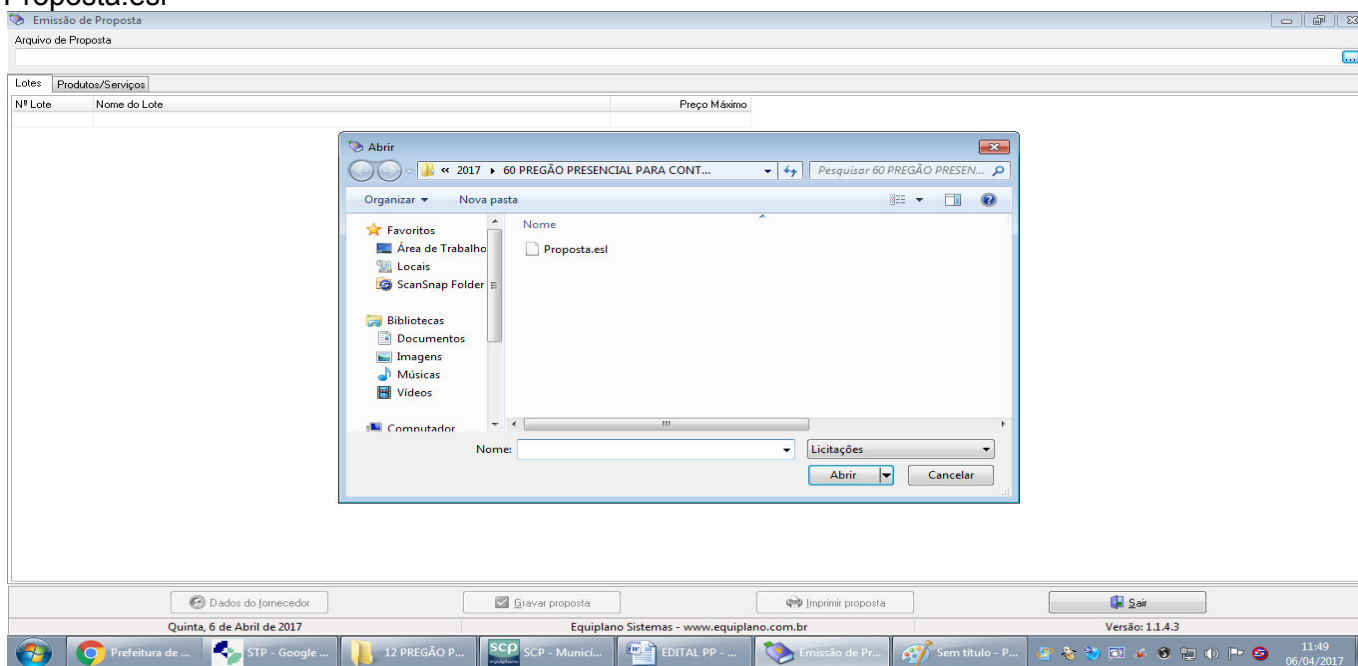 Proposta.esl
Emissão de Proposta
Arquivo de Proposta
...
Lotes Produtos/Serviços
Nº Lote Nome do Lote Preço Máximo
Abrir
« 2017 60 PREGÃO PRESENCIAL PARA CONT... Pesquisar 60 PREGÃO PRESEN...
Organizar Nova pasta
Nome
Favoritos
Área de Trabalho
Proposta.esl
Locais
ScanSnap Folder
Bibliotecas
Documentos
Imagens
Músicas
Vídeos
Computador
Nome: Licitações
Abrir Cancelar
Dados do fornecedor Gravar proposta Imprimir proposta Sair
Quinta, 6 de Abril de 2017 Equiplano Sistemas - www.equiplano.com.br Versão: 1.1.4.3
Prefeitura de ... STP - Google ... 12 PREGÃO P... scp equiplano SCP - Municí... EDITAL PP - ... Emissão de Pr... Sem título - P... 11:49
06/04/2017